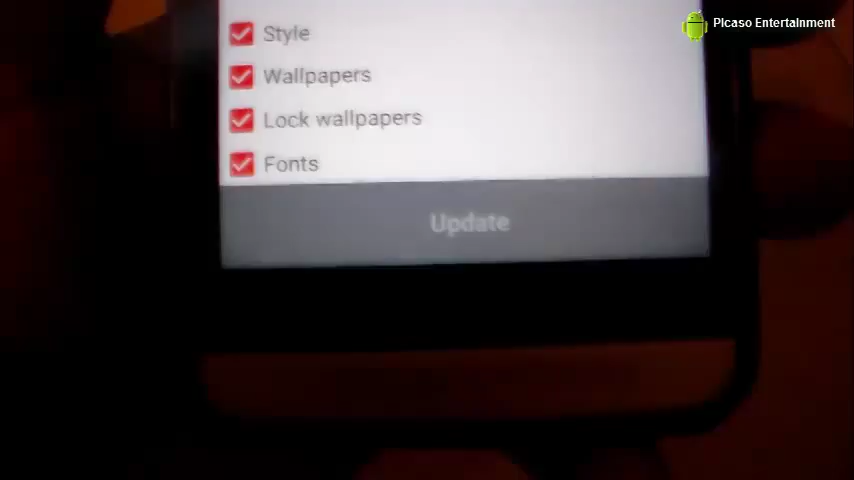 Picaso Entertainment
Style
Wallpapers
Lock wallpapers
Fonts
Update